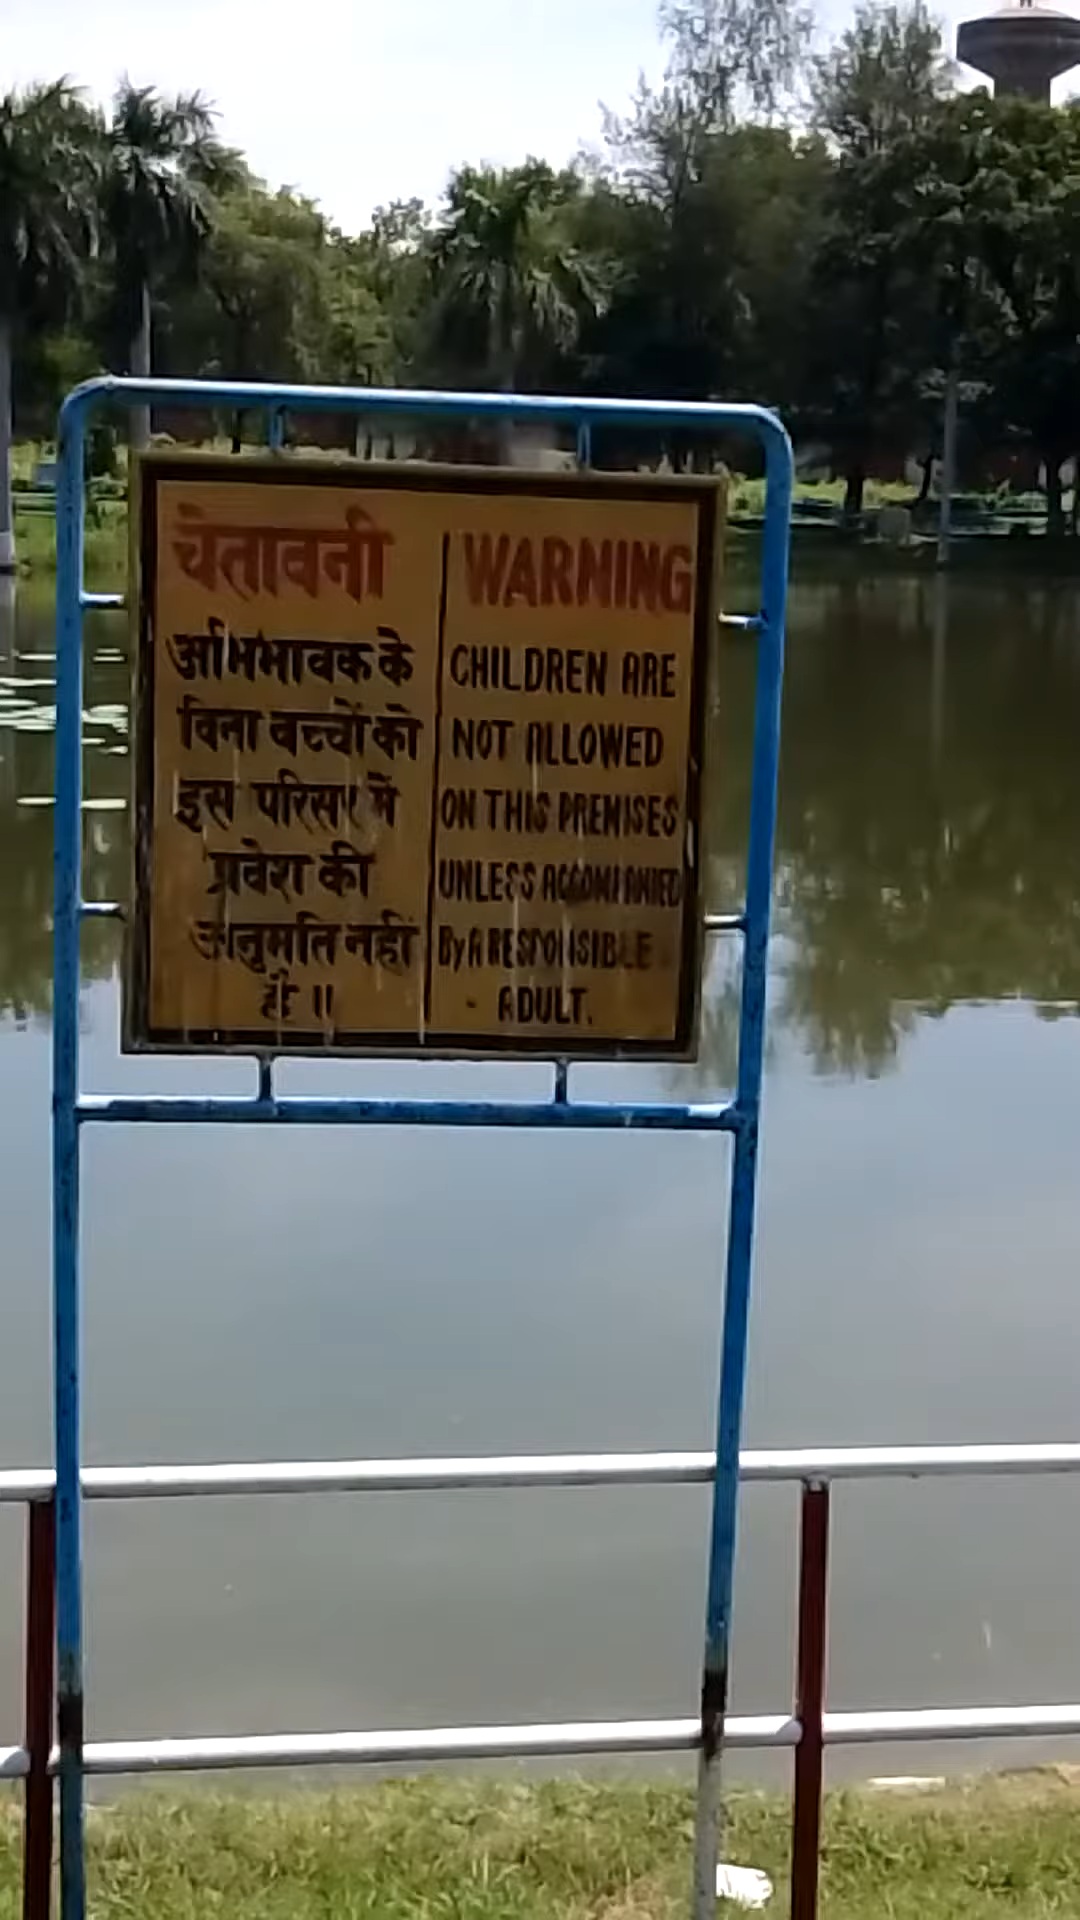 चेतावनी
अभिभावक के
विना बच्चों को
इस परिसर में
प्रवेश की
अनुमति नहीं
है ॥
WARNING
CHILDREN ARE
NOT ALLOWED
ON THIS PREMISES
UNLESS ACCOMPANIED
By A RESPONSIBLE
- ADULT.